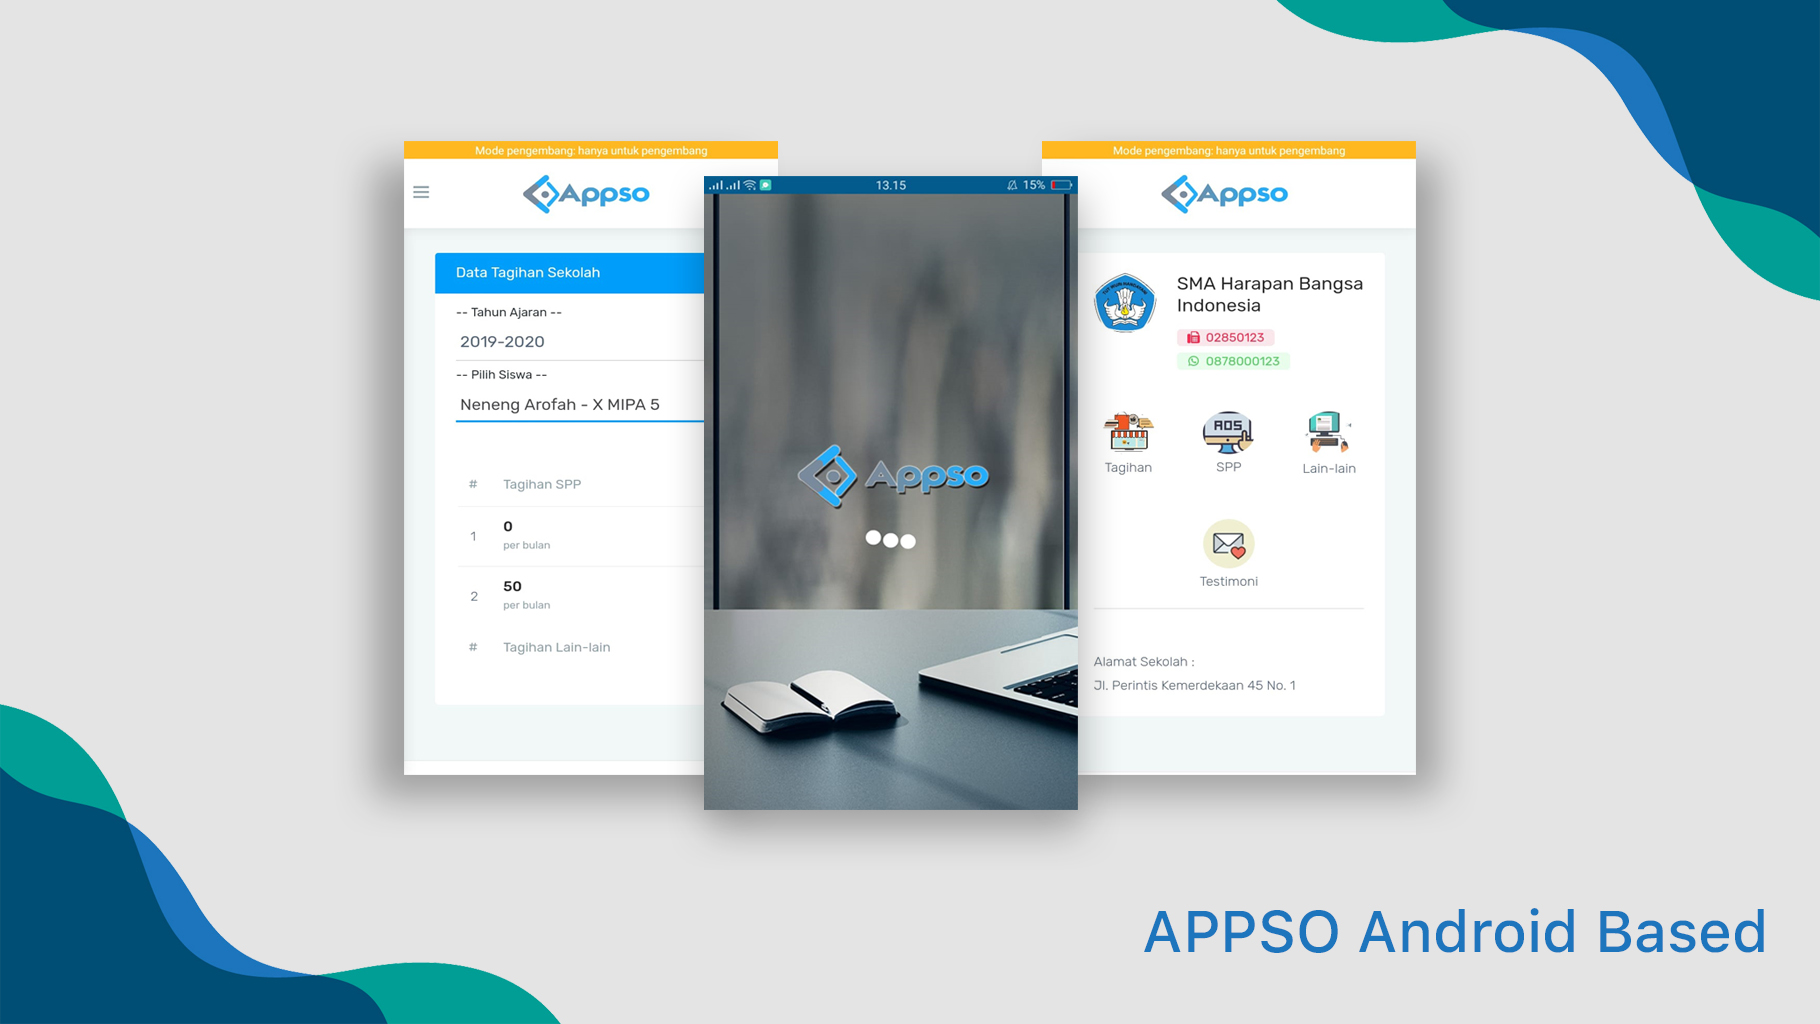 Mode pengembang: hanya untuk pengembang
Appso
Data Tagihan Sekolah
-- Tahun Ajaran --
2019-2020
-- Pilih Siswa --
Neneng Arofah - X MIPA 5
# Tagihan SPP
1 0
per bulan
2 50
per bulan
# Tagihan Lain-lain
13.15 15%
Appso
Mode pengembang: hanya untuk pengembang
Appso
SMA Harapan Bangsa
Indonesia
02850123
0878000123
ADS
Tagihan SPP Lain-lain
Testimoni
Alamat Sekolah :
Jl. Perintis Kemerdekaan 45 No. 1
APPSO Android Based